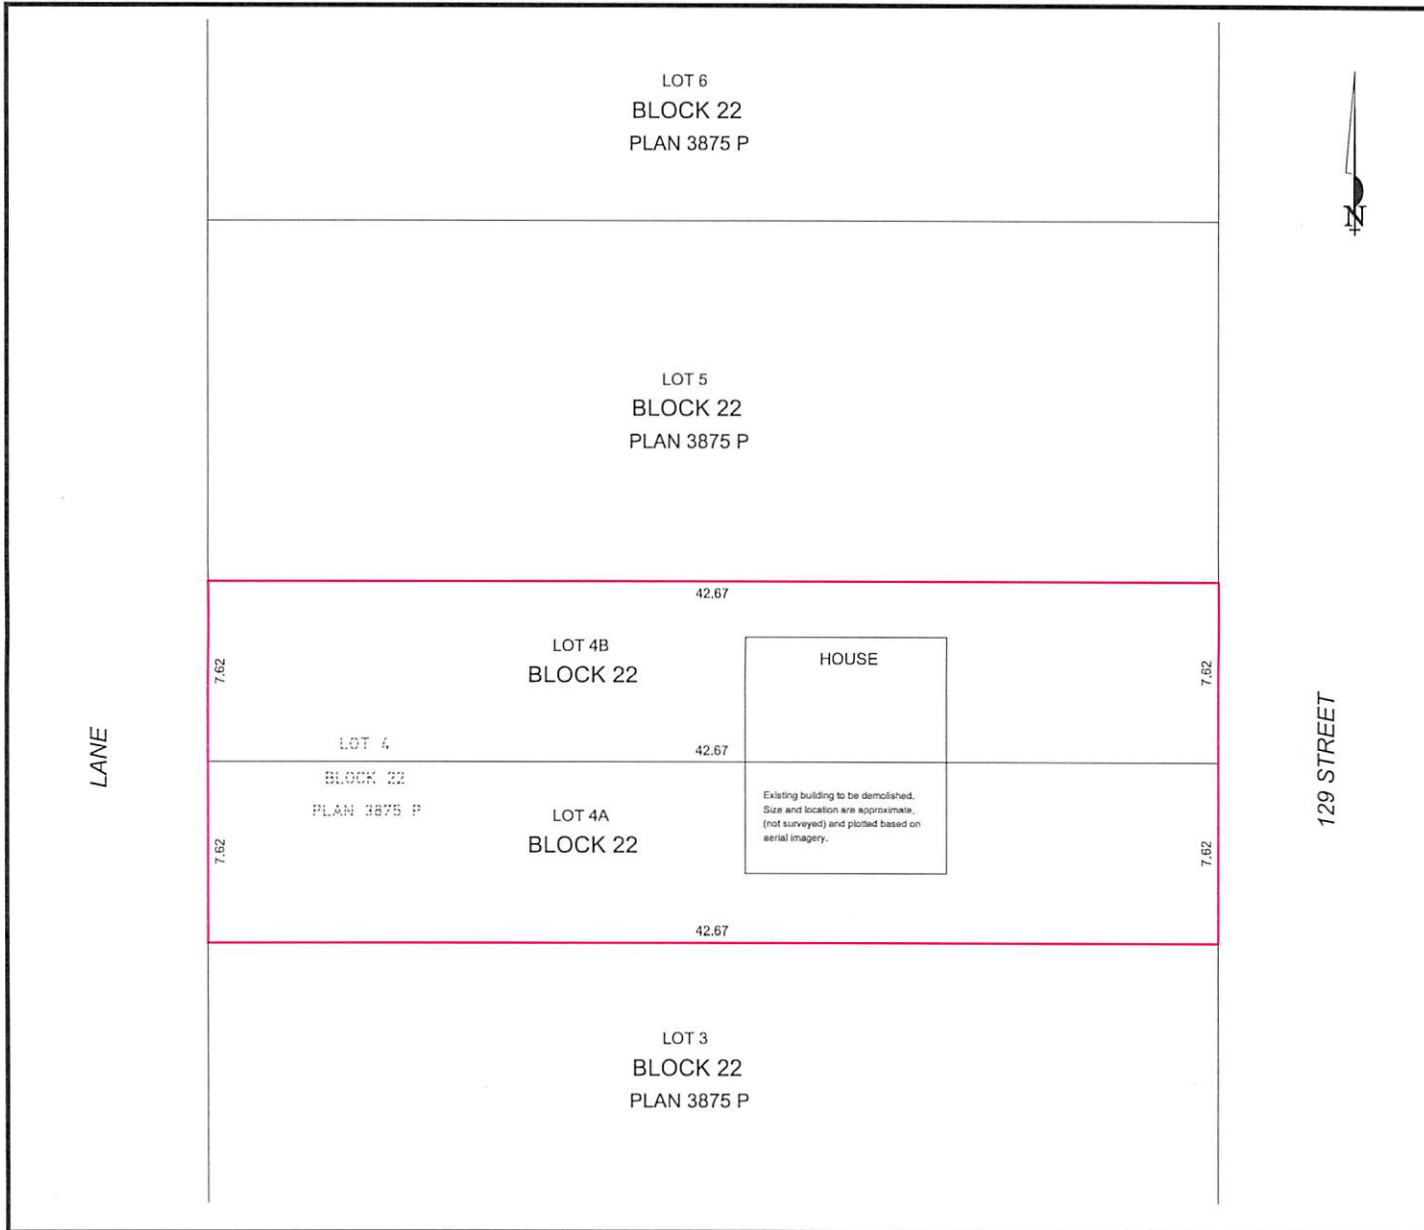 LOT 6
BLOCK 22
PLAN 3875 P
N
LOT 5
BLOCK 22
PLAN 3875 P
42.67
LOT 4B
BLOCK 22
HOUSE
7.62
7.62
LANE
LOT 4
BLOCK 22
PLAN 3875 P
42.67
129 STREET
Existing building to be demolished.
Size and location are approximate,
(not surveyed) and plotted based on
aerial imagery.
LOT 4A
BLOCK 22
7.62
7.62
42.67
LOT 3
BLOCK 22
PLAN 3875 P